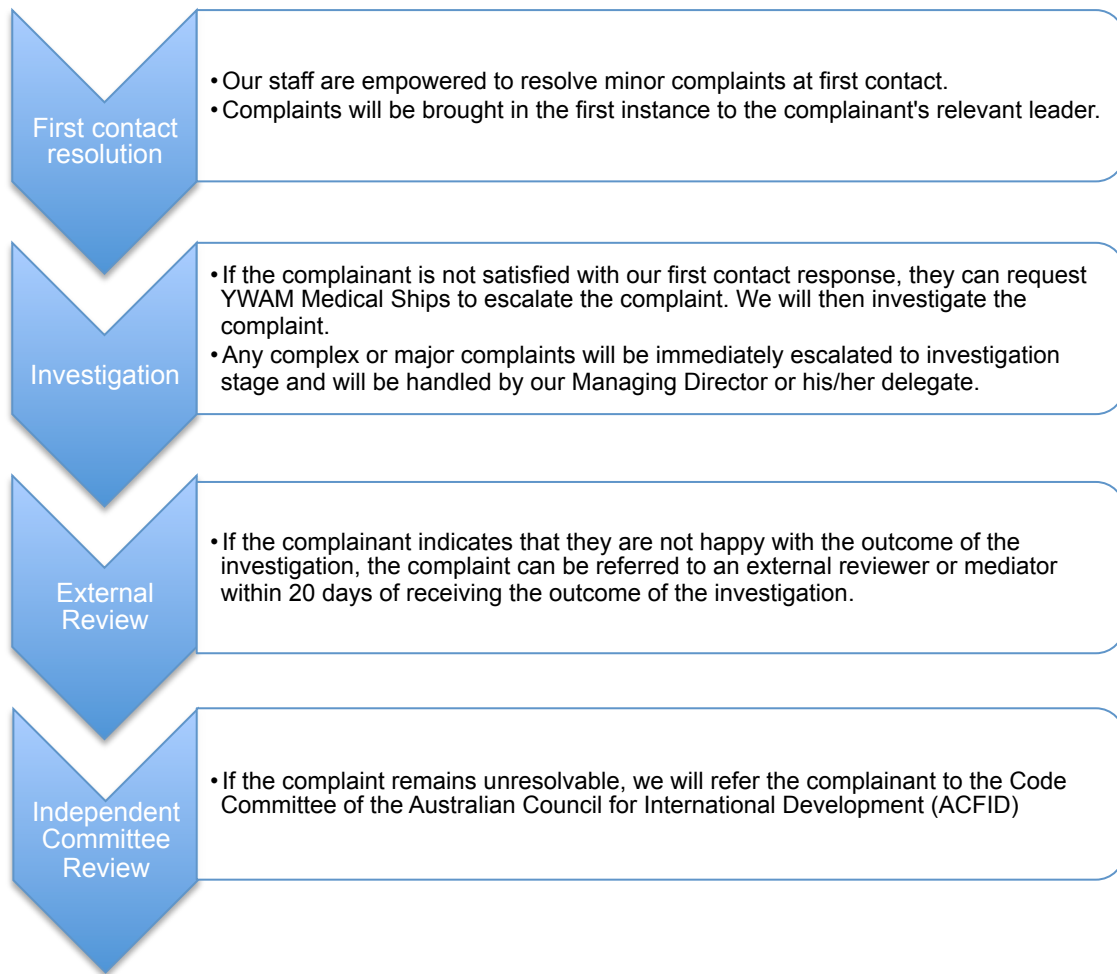 First contact
resolution
•Our staff are empowered to resolve minor complaints at first contact.
•Complaints will be brought in the first instance to the complainant's relevant leader.
Investigation
•If the complainant is not satisfied with our first contact response, they can request
YWAM Medical Ships to escalate the complaint. We will then investigate the
complaint.
•Any complex or major complaints will be immediately escalated to investigation
stage and will be handled by our Managing Director or his/her delegate.
External
Review
•If the complainant indicates that they are not happy with the outcome of the
investigation, the complaint can be referred to an external reviewer or mediator
within 20 days of receiving the outcome of the investigation.
Independent
Committee
Review
•If the complaint remains unresolvable, we will refer the complainant to the Code
Committee of the Australian Council for International Development (ACFID)